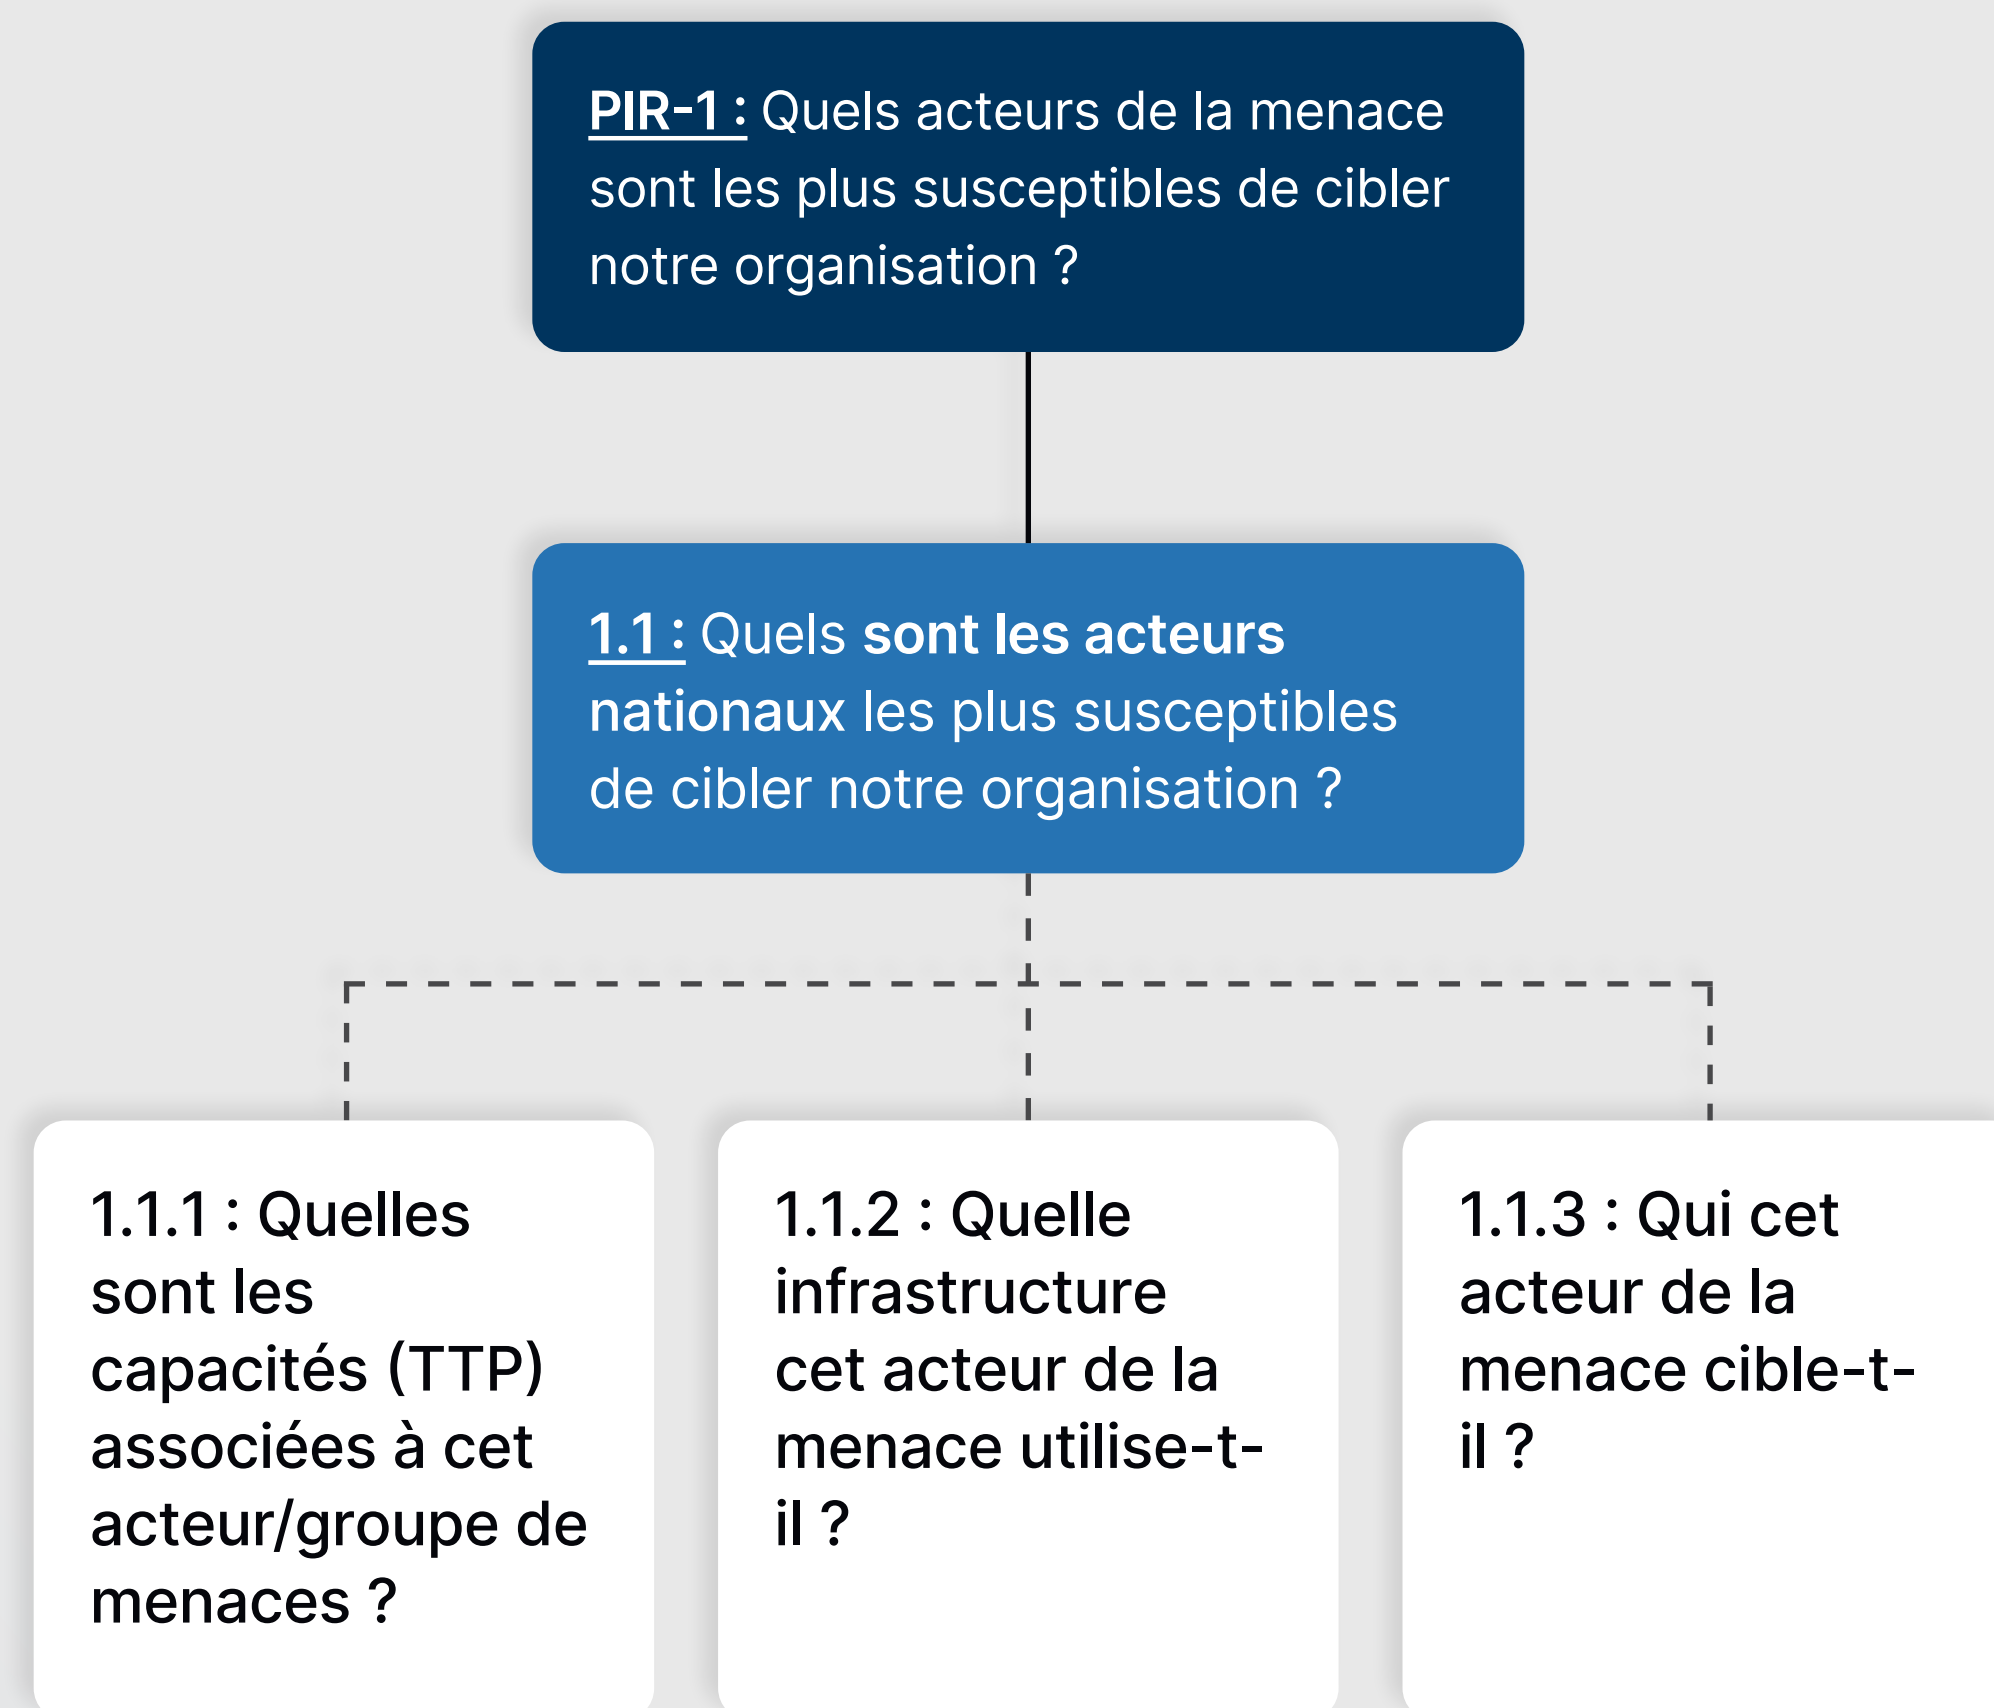 PIR-1 : Quels acteurs de la menace
sont les plus susceptibles de cibler
notre organisation ?
1.1 : Quels sont les acteurs
nationaux les plus susceptibles
de cibler notre organisation ?
1.1.1 : Quelles
sont les
capacités (TTP)
associées à cet
acteur/groupe de
menaces ?
1.1.2 : Quelle
infrastructure
cet acteur de la
menace utilise-t-
il ?
1.1.3 : Qui cet
acteur de la
menace cible-t-
il ?